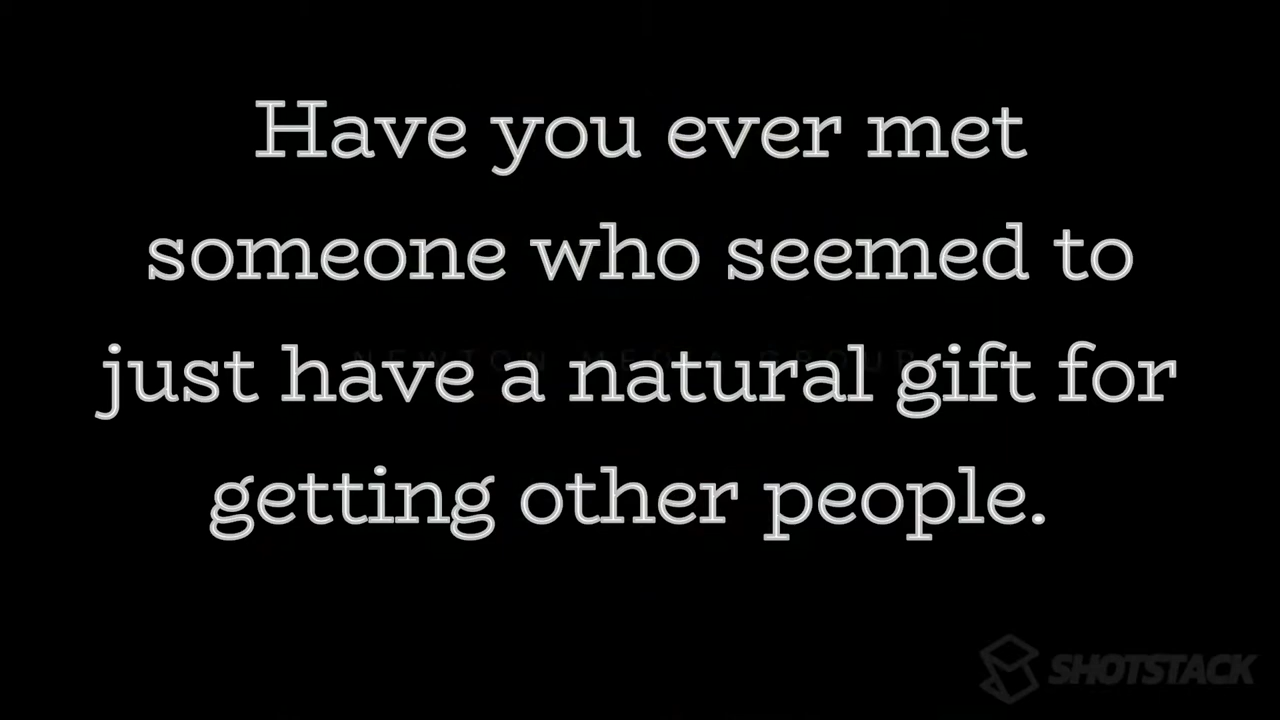 Have you ever met
someone who seemed to
just have a natural gift for
getting other people.
SHOTSTACK